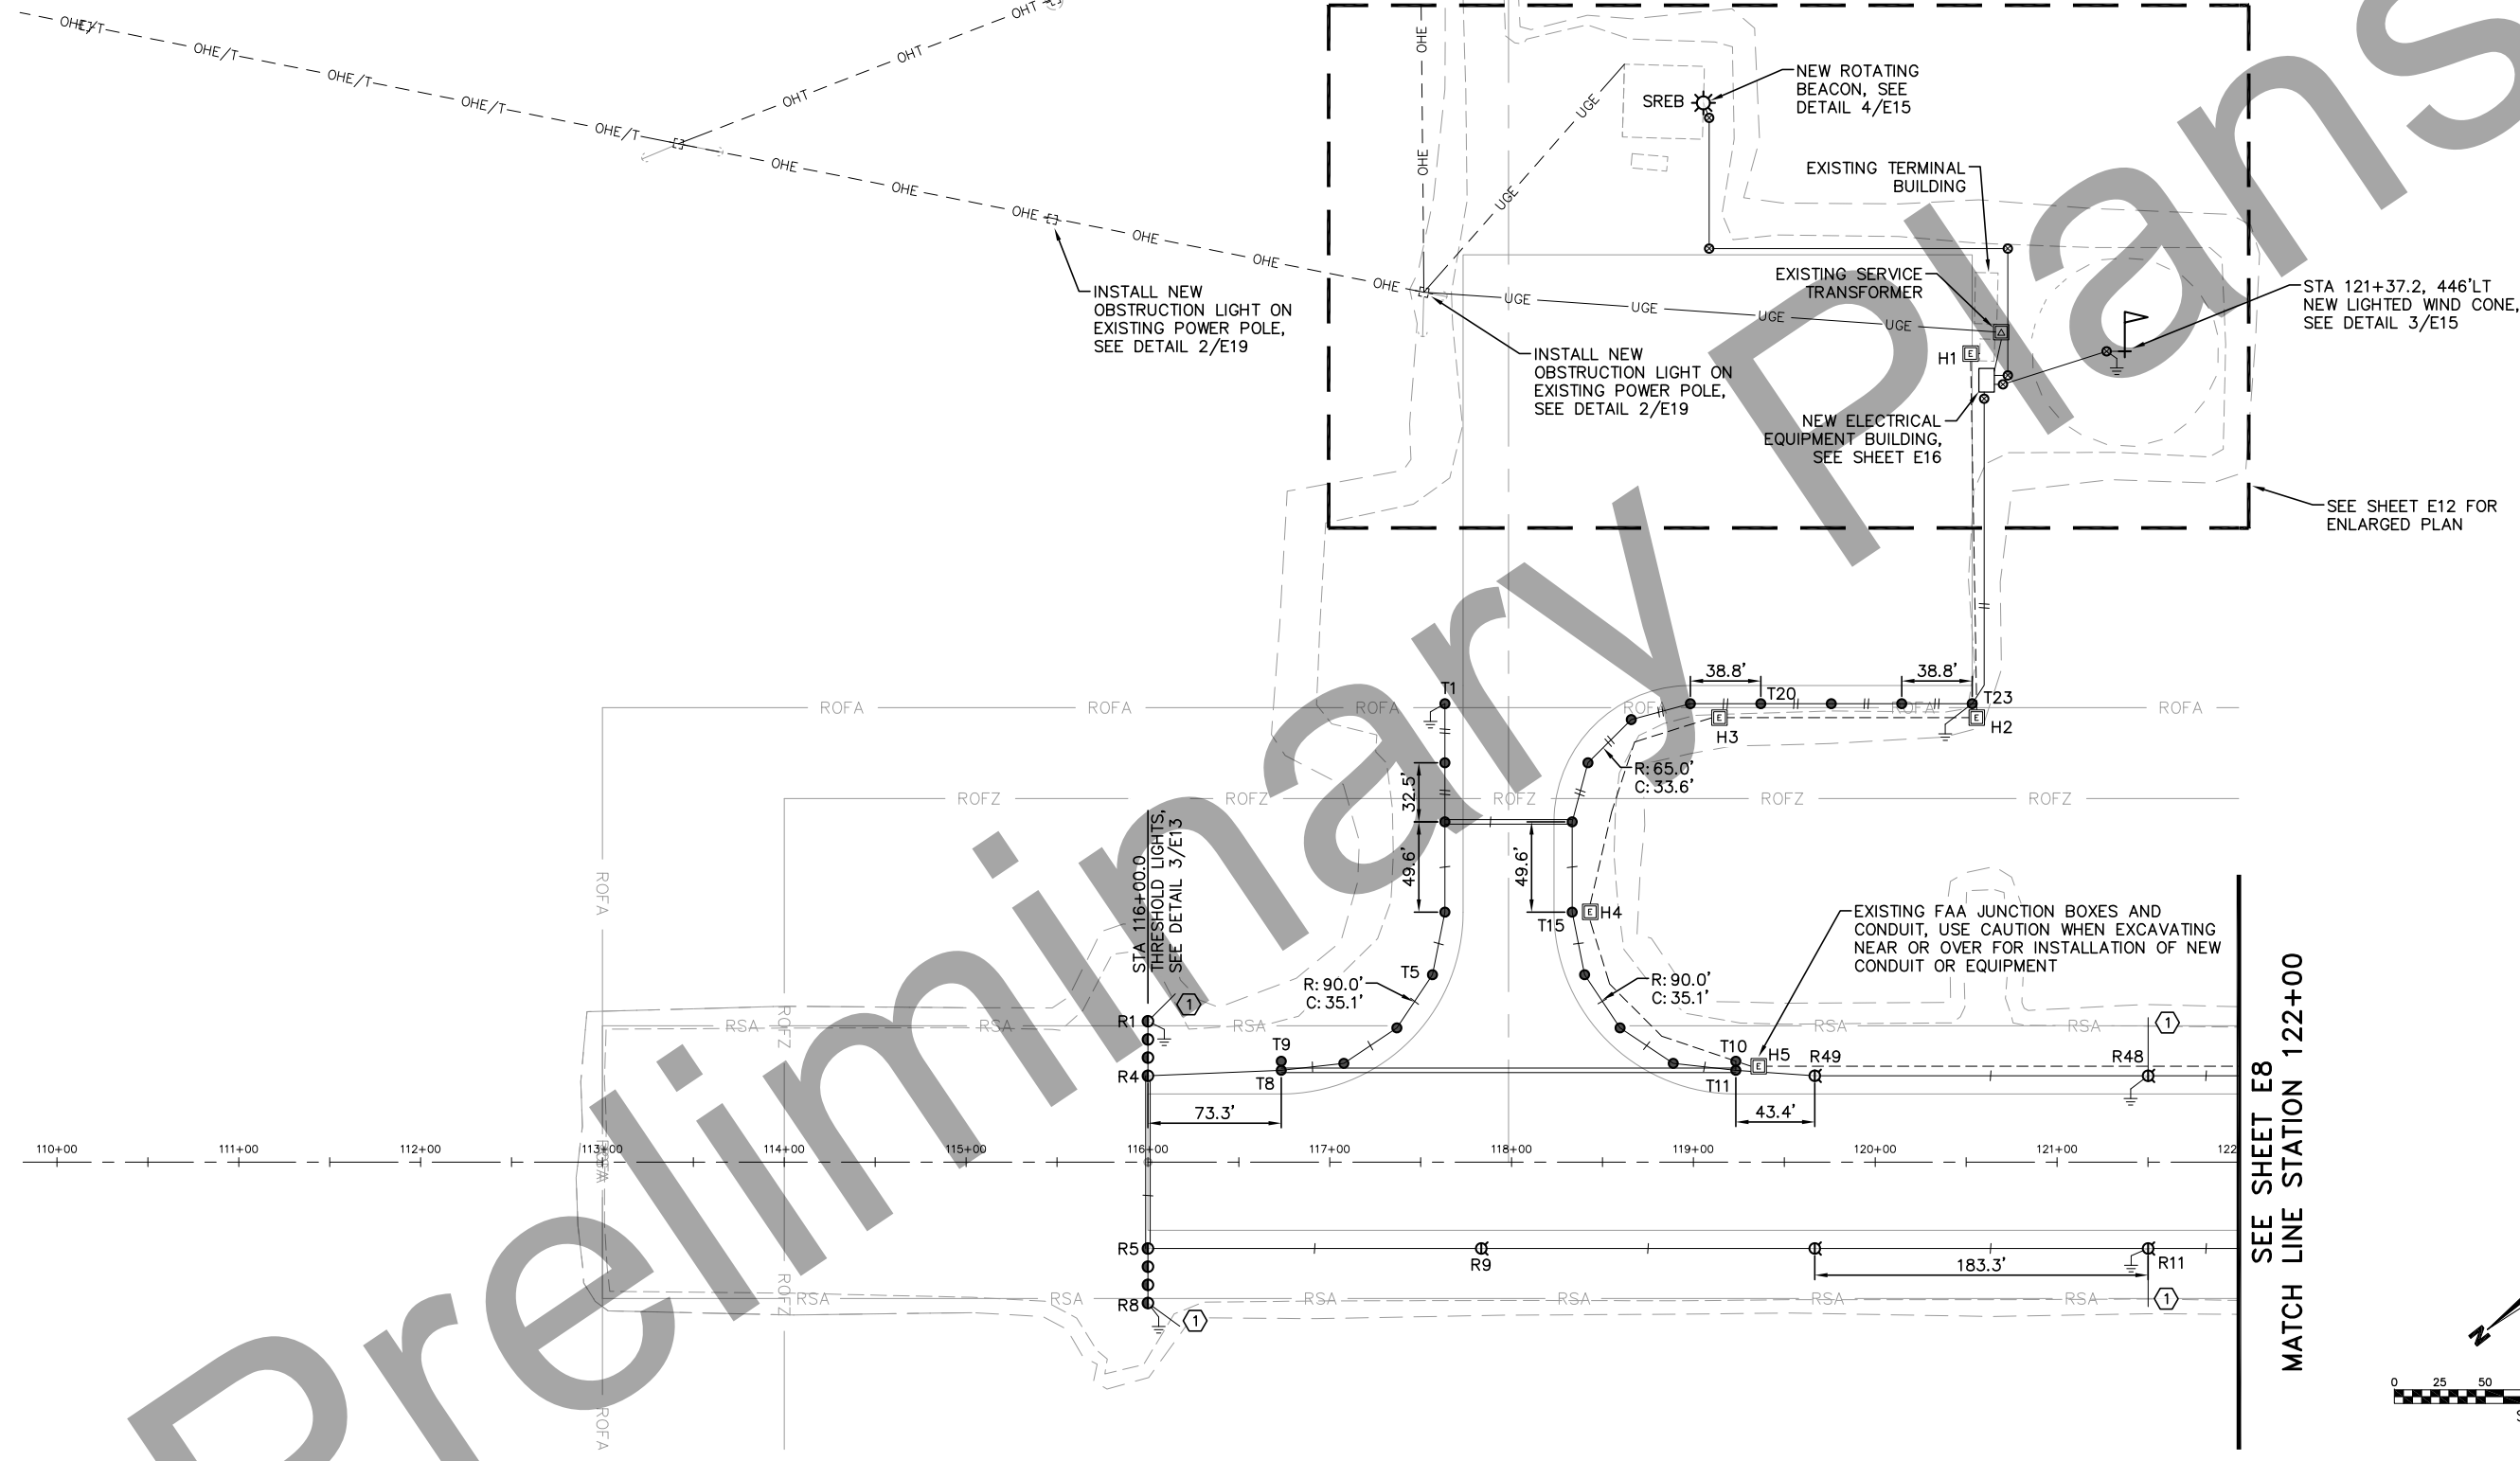 OHE/T
OHE/T
OHE/T
OHE/T
OHE/T
OHT
OHT
OHT
OHE
OHE
OHE
OHE
OHE
OHE
OHE
OHE
UGE
UGE
UGE
UGE
UGE
UGE
SREB
NEW ROTATING
BEACON, SEE
DETAIL 4/E15
EXISTING TERMINAL
BUILDING
EXISTING SERVICE
TRANSFORMER
STA 121+37.2, 446'LT
NEW LIGHTED WIND CONE,
SEE DETAIL 3/E15
INSTALL NEW
OBSTRUCTION LIGHT ON
EXISTING POWER POLE,
SEE DETAIL 2/E19
INSTALL NEW
OBSTRUCTION LIGHT ON
EXISTING POWER POLE,
SEE DETAIL 2/E19
E
H1
NEW ELECTRICAL
EQUIPMENT BUILDING,
SEE SHEET E16
SEE SHEET E12 FOR
ENLARGED PLAN
38.8'
38.8'
T1
T20
T23
ROFA
ROFA
ROFA
ROFA
ROFA
ROFA
E
H3
E
H2
R: 65.0'
C: 33.6'
32.5'
ROFZ
ROFZ
ROFZ
ROFZ
ROFZ
49.6'
49.6'
STA 116+00.0
THRESHOLD LIGHTS,
SEE DETAIL 3/E13
ROFA
T15
E
H4
EXISTING FAA JUNCTION BOXES AND
CONDUIT, USE CAUTION WHEN EXCAVATING
NEAR OR OVER FOR INSTALLATION OF NEW
CONDUIT OR EQUIPMENT
T5
R: 90.0'
C: 35.1'
R: 90.0'
C: 35.1'
1
R1
RSA
ROFZ
RSA
RSA
RSA
RSA
1
T9
T10
H5
E
R49
R48
R4
T8
T11
73.3'
43.4'
110+00
111+00
112+00
113+00
114+00
115+00
116+00
117+00
118+00
119+00
120+00
121+00
122
R5
R9
R11
183.3'
ROFZ
RSA
RSA
RSA
RSA
RSA
RSA
1
R8
1
ROFA
SEE SHEET E8
MATCH LINE STATION 122+00
N
0 25 50
S
Preliminary Plans